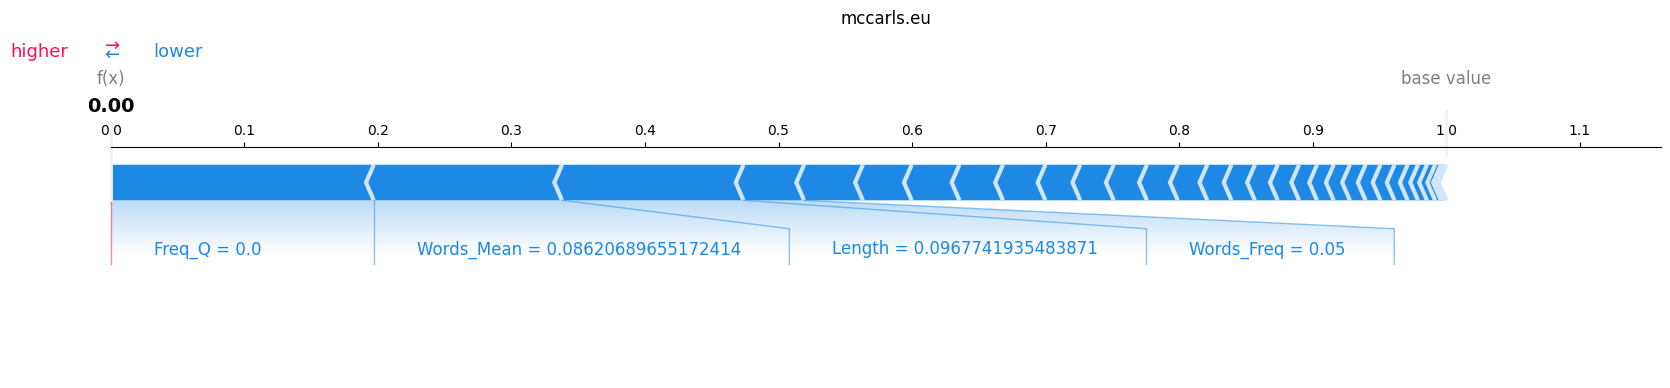 mccarls.eu
higher ⇄ lower
f(x) base value
0.00
0.0 0.1 0.2 0.3 0.4 0.5 0.6 0.7 0.8 0.9 1.0 1.1
Freq_Q = 0.0 Words_Mean = 0.08620689655172414 Length = 0.0967741935483871 Words_Freq = 0.05